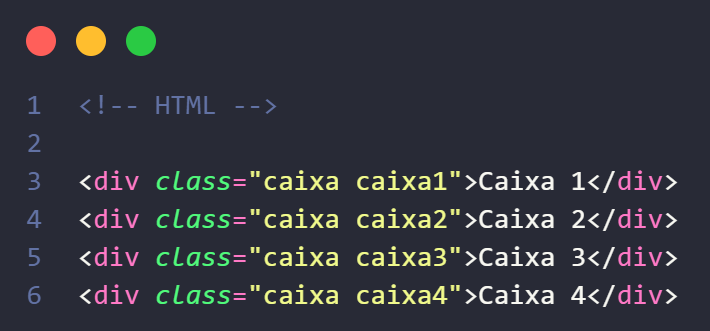 1 <!-- HTML -->
2
3 <div class="caixa caixa1">Caixa 1</div>
4 <div class="caixa caixa2">Caixa 2</div>
5 <div class="caixa caixa3">Caixa 3</div>
6 <div class="caixa caixa4">Caixa 4</div>